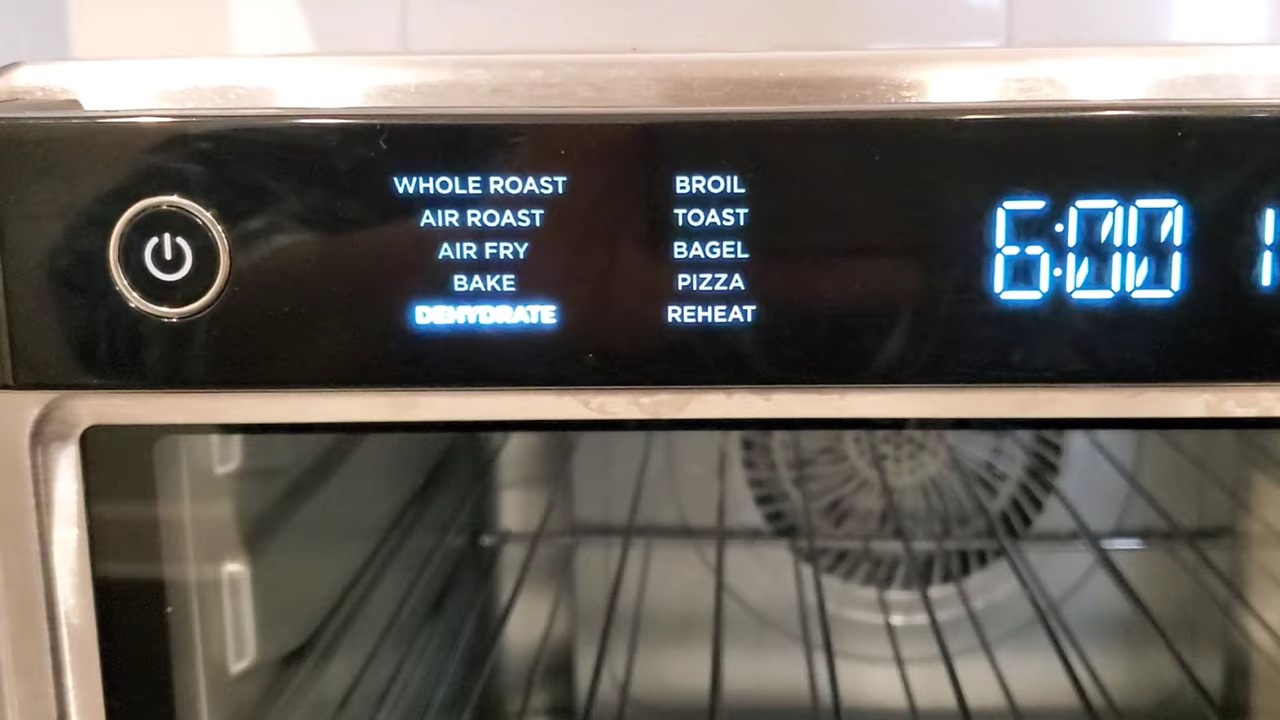 WHOLE ROAST
AIR ROAST
AIR FRY
BAKE
DEHYDRATE
BROIL
TOAST
BAGEL
PIZZA
REHEAT
6:00